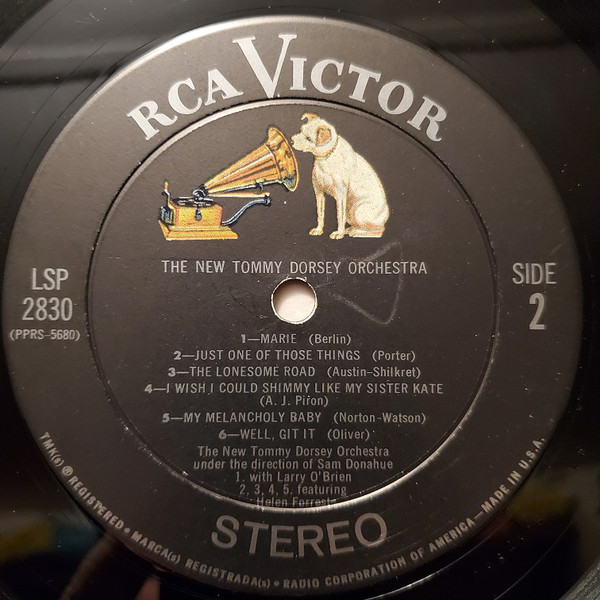 RCA VICTOR
THE NEW TOMMY DORSEY ORCHESTRA
LSP
2830
(PPRS-5680)
SIDE
2
1—MARIE (Berlin)
2—JUST ONE OF THOSE THINGS (Porter)
3—THE LONESOME ROAD (Austin-Shilkret)
4—I WISH I COULD SHIMMY LIKE MY SISTER KATE
(A. J. Piron)
5—MY MELANCHOLY BABY (Norton-Watson)
6—WELL, GIT IT (Oliver)
The New Tommy Dorsey Orchestra
under the direction of Sam Donahue
1. with Larry O'Brien
2, 3, 4, 5. featuring
Helen Forrest
STEREO
TMK(s) ® REGISTERED • MARCA(s) REGISTRADA(s) • RADIO CORPORATION OF AMERICA—MADE IN U.S.A.